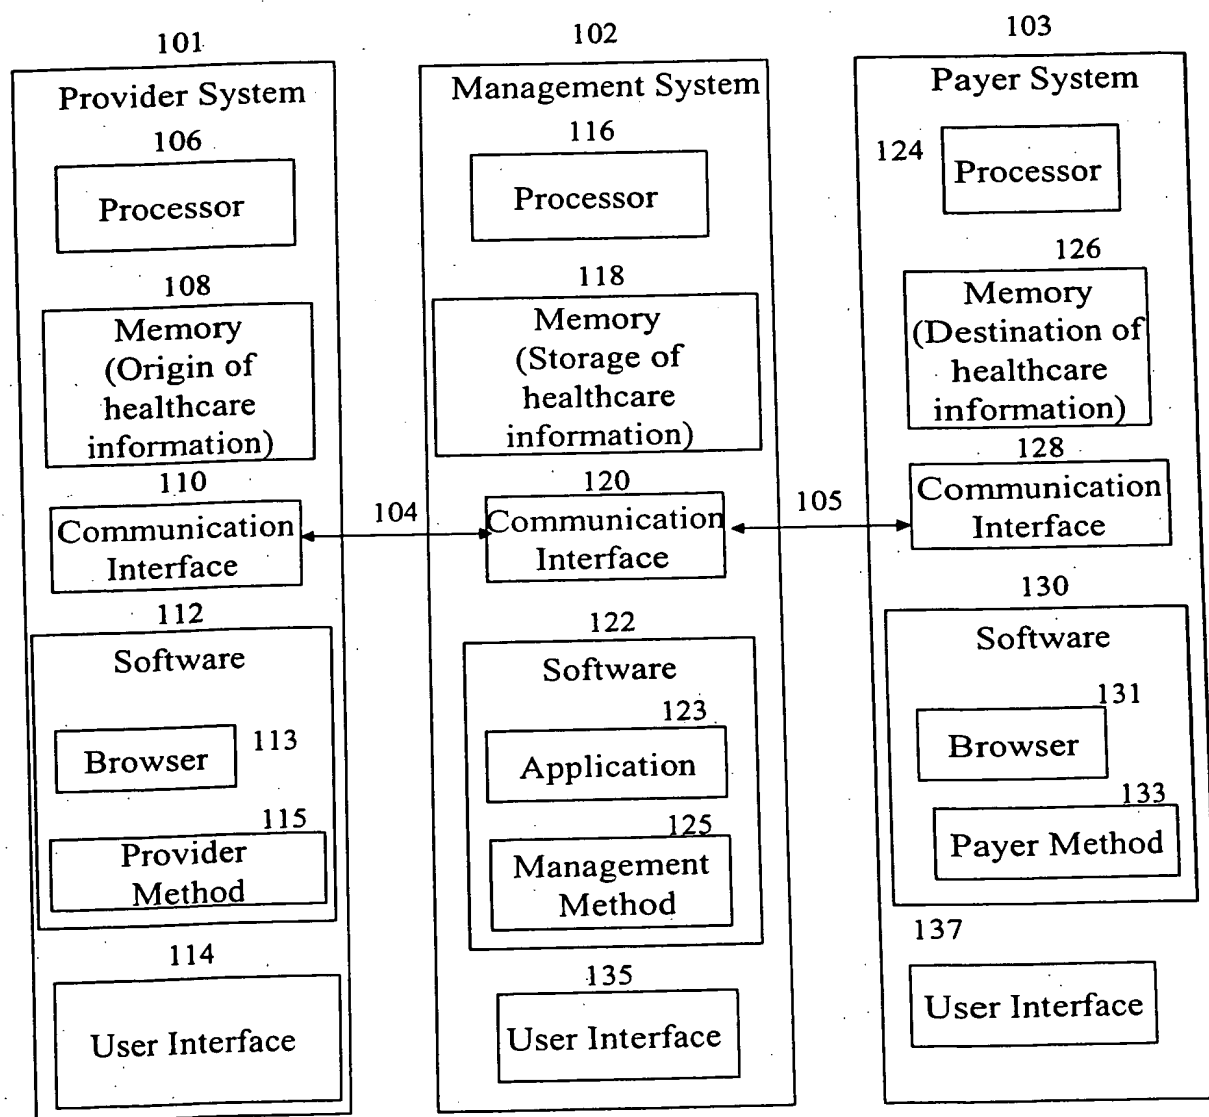 101
Provider System
106
Processor
108
Memory
(Origin of
healthcare
information)
110
Communication
Interface
112
Software
Browser
113
115
Provider
Method
114
User Interface
104
102
Management System
116
Processor
118
Memory
(Storage of
healthcare
information)
120
Communication
Interface
122
Software
123
Application
125
Management
Method
135
User Interface
105
103
Payer System
124
Processor
126
Memory
(Destination of
healthcare
information)
128
Communication
Interface
130
Software
131
Browser
133
Payer Method
137
User Interface